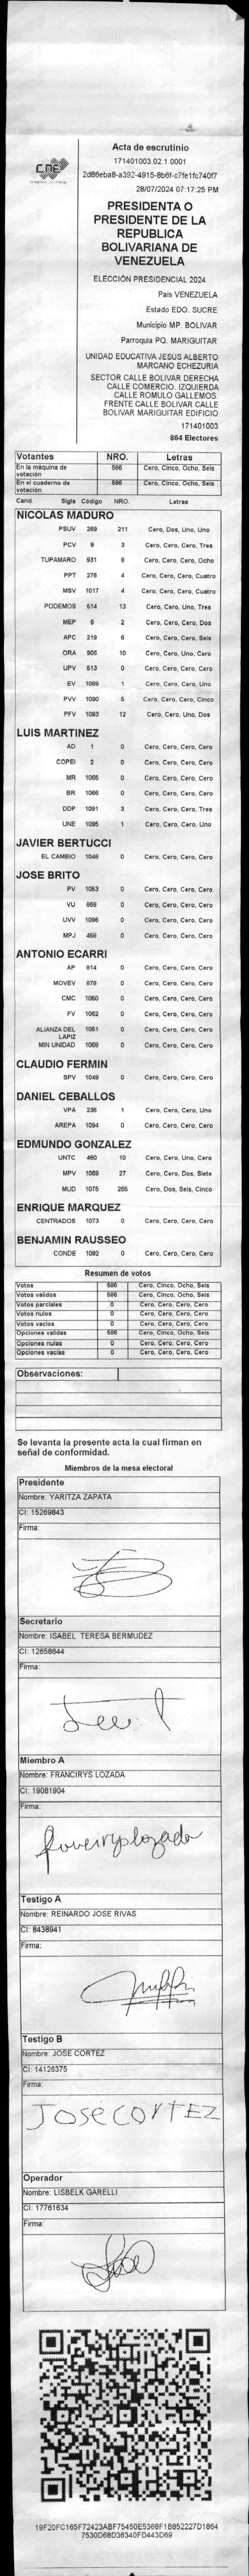 CNE
Acta de escrutinio
171401003.02.1.0001
2d86eba8-a392-4915-8b6f-c7fe1fc740f7
28/07/2024 07:17:25 PM
PRESIDENTA O
PRESIDENTE DE LA
REPUBLICA
BOLIVARIANA DE
VENEZUELA
ELECCIÓN PRESIDENCIAL 2024
Pais VENEZUELA
Estado EDO. SUCRE
Municipio MP. BOLIVAR
Parroquia PQ. MARIGUITAR
UNIDAD EDUCATIVA JESUS ALBERTO
MARCANO ECHEZURIA
SECTOR CALLE BOLIVAR DERECHA
CALLE COMERCIO. IZQUIERDA
CALLE ROMULO GALLEMOS.
FRENTE CALLE BOLIVAR CALLE
BOLIVAR MARIGUITAR EDIFICIO
171401003
864 Electores
Votantes NRO. Letras
En la máquina de votación 586 Cero, Cinco, Ocho, Seis
En el cuaderno de votación 586 Cero, Cinco, Ocho, Seis
Cand. Sigla Código NRO. Letras
NICOLAS MADURO
PSUV 269 211 Cero, Dos, Uno, Uno
PCV 9 3 Cero, Cero, Cero, Tres
TUPAMARO 931 8 Cero, Cero, Cero, Ocho
PPT 276 4 Cero, Cero, Cero, Cuatro
MSV 1017 4 Cero, Cero, Cero, Cuatro
PODEMOS 514 13 Cero, Cero, Uno, Tres
MEP 6 2 Cero, Cero, Cero, Dos
APC 219 6 Cero, Cero, Cero, Seis
ORA 906 10 Cero, Cero, Uno, Cero
UPV 513 0 Cero, Cero, Cero, Cero
EV 1089 1 Cero, Cero, Cero, Uno
PVV 1090 5 Cero, Cero, Cero, Cinco
PFV 1093 12 Cero, Cero, Uno, Dos
LUIS MARTINEZ
AD 1 0 Cero, Cero, Cero, Cero
COPEI 2 0 Cero, Cero, Cero, Cero
MR 1065 0 Cero, Cero, Cero, Cero
BR 1066 0 Cero, Cero, Cero, Cero
DDP 1091 3 Cero, Cero, Cero, Tres
UNE 1095 1 Cero, Cero, Cero, Uno
JAVIER BERTUCCI
EL CAMBIO 1048 0 Cero, Cero, Cero, Cero
JOSE BRITO
PV 1053 0 Cero, Cero, Cero, Cero
VU 868 0 Cero, Cero, Cero, Cero
UVV 1096 0 Cero, Cero, Cero, Cero
MPJ 458 0 Cero, Cero, Cero, Cero
ANTONIO ECARRI
AP 814 0 Cero, Cero, Cero, Cero
MOVEV 878 0 Cero, Cero, Cero, Cero
CMC 1050 0 Cero, Cero, Cero, Cero
FV 1062 0 Cero, Cero, Cero, Cero
ALIANZA DEL LAPIZ 1051 0 Cero, Cero, Cero, Cero
MIN UNIDAD 1088 0 Cero, Cero, Cero, Cero
CLAUDIO FERMIN
SPV 1049 0 Cero, Cero, Cero, Cero
DANIEL CEBALLOS
VPA 236 1 Cero, Cero, Cero, Uno
AREPA 1094 0 Cero, Cero, Cero, Cero
EDMUNDO GONZALEZ
UNTC 460 10 Cero, Cero, Uno, Cero
MPV 1069 27 Cero, Cero, Dos, Siete
MUD 1075 265 Cero, Dos, Seis, Cinco
ENRIQUE MARQUEZ
CENTRADOS 1073 0 Cero, Cero, Cero, Cero
BENJAMIN RAUSSEO
CONDE 1092 0 Cero, Cero, Cero, Cero
Resumen de votos
Votos 586 Cero, Cinco, Ocho, Seis
Votos validos 586 Cero, Cinco, Ocho, Seis
Votos parciales 0 Cero, Cero, Cero, Cero
Votos nulos 0 Cero, Cero, Cero, Cero
Votos vacios 0 Cero, Cero, Cero, Cero
Opciones validas 586 Cero, Cinco, Ocho, Seis
Opciones nulas 0 Cero, Cero, Cero, Cero
Opciones vacias 0 Cero, Cero, Cero, Cero
Observaciones:
Se levanta la presente acta la cual firman en
señal de conformidad.
Miembros de la mesa electoral
Presidente
Nombre: YARITZA ZAPATA
CI: 15269843
Firma:
Secretario
Nombre: ISABEL TERESA BERMUDEZ
CI: 12658644
Firma:
Miembro A
Nombre: FRANCIRYS LOZADA
CI: 19081904
Firma:
Testigo A
Nombre: REINARDO JOSE RIVAS
CI: 8438941
Firma:
Testigo B
Nombre: JOSE CORTEZ
CI: 14126375
Firma:
JOSE CORTEZ
Operador
Nombre: LISBELK GARELLI
CI: 17761634
Firma:
19F20FC165F72423ABF75450E5368F1B852227D1864
7530D68D36340FD443D69